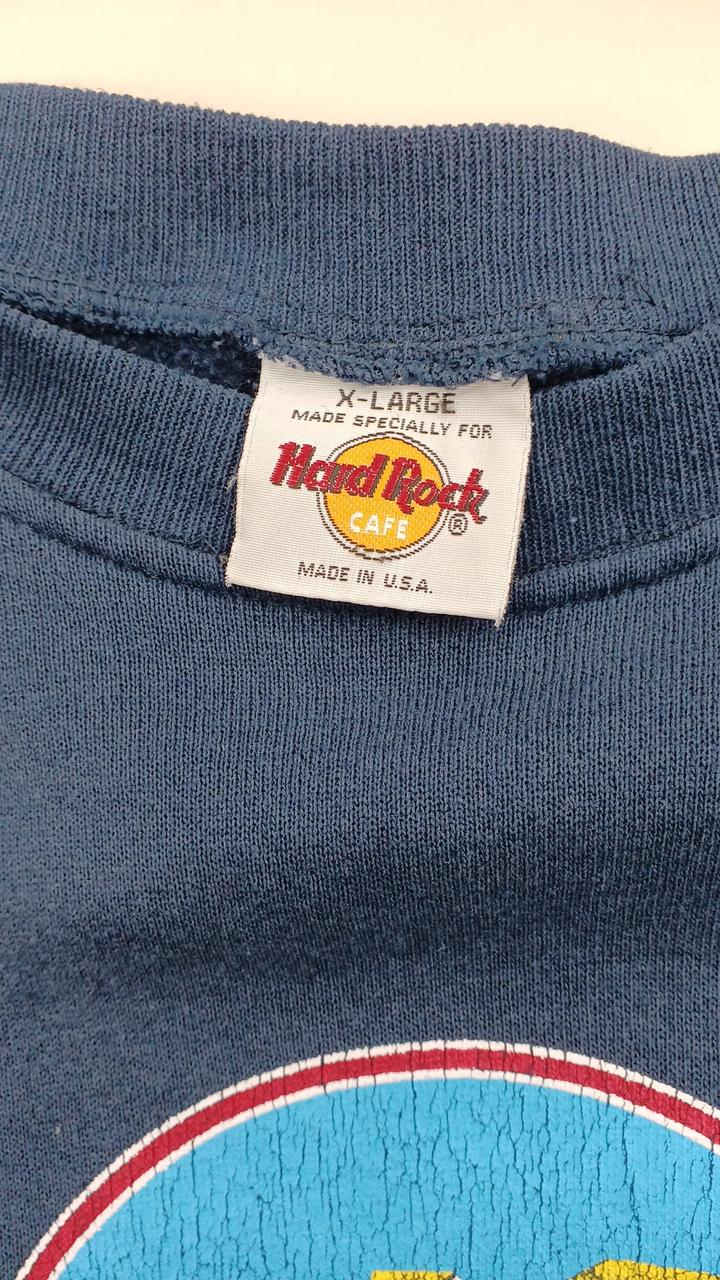 X-LARGE
MADE SPECIALLY FOR
Hard Rock
CAFE ®
MADE IN U.S.A.